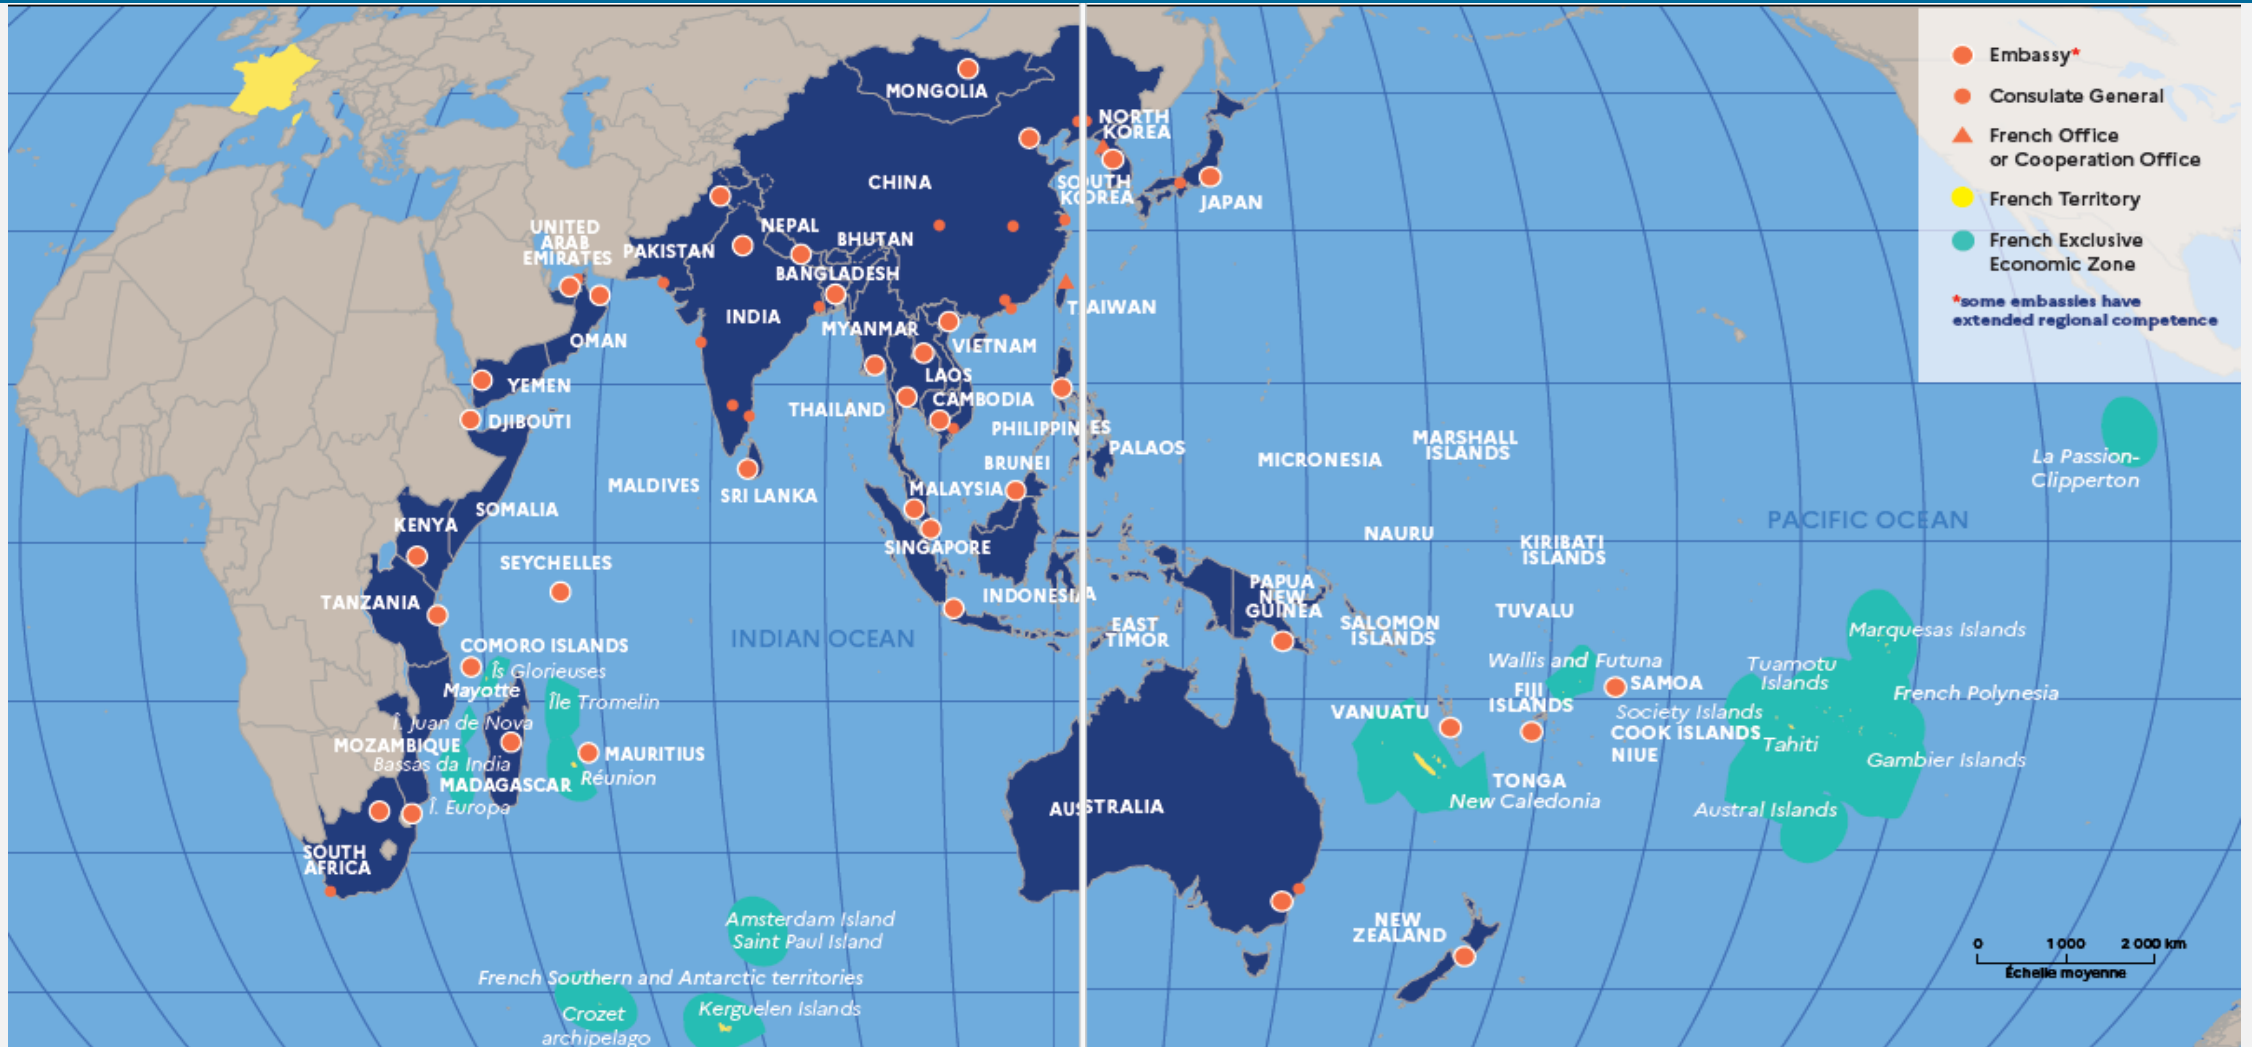 Embassy*
Consulate General
French Office
or Cooperation Office
French Territory
French Exclusive
Economic Zone
*some embassies have
extended regional competence
MONGOLIA
NORTH
KOREA
CHINA
SOUTH
KOREA
JAPAN
UNITED
ARAB
EMIRATES
PAKISTAN
NEPAL
BHUTAN
BANGLADESH
INDIA
MYANMAR
TAIWAN
OMAN
VIETNAM
LAOS
YEMEN
THAILAND
CAMBODIA
DJIBOUTI
PHILIPPINES
PALAOS
MICRONESIA
MARSHALL
ISLANDS
La Passion-
Clipperton
BRUNEI
MALDIVES
SRI LANKA
MALAYSIA
SOMALIA
KENYA
PACIFIC OCEAN
NAURU
KIRIBATI
ISLANDS
SINGAPORE
SEYCHELLES
TANZANIA
INDONESIA
PAPUA
NEW
GUINEA
TUVALU
SALOMON
ISLANDS
EAST
TIMOR
INDIAN OCEAN
Marquesas Islands
COMORO ISLANDS
Îs Glorieuses
Mayotte
Île Tromelin
Wallis and Futuna
SAMOA
Tuamotu
Islands
French Polynesia
FIJI
ISLANDS
VANUATU
Society Islands
Î. Juan de Nova
MOZAMBIQUE
Bassas da India
MADAGASCAR
Î. Europa
MAURITIUS
Réunion
COOK ISLANDS
NIUE
Tahiti
Gambier Islands
TONGA
New Caledonia
Austral Islands
AUSTRALIA
SOUTH
AFRICA
NEW
ZEALAND
Amsterdam Island
Saint Paul Island
French Southern and Antarctic territories
Crozet
archipelago
Kerguelen Islands
0 1 000 2 000 km
Échelle moyenne